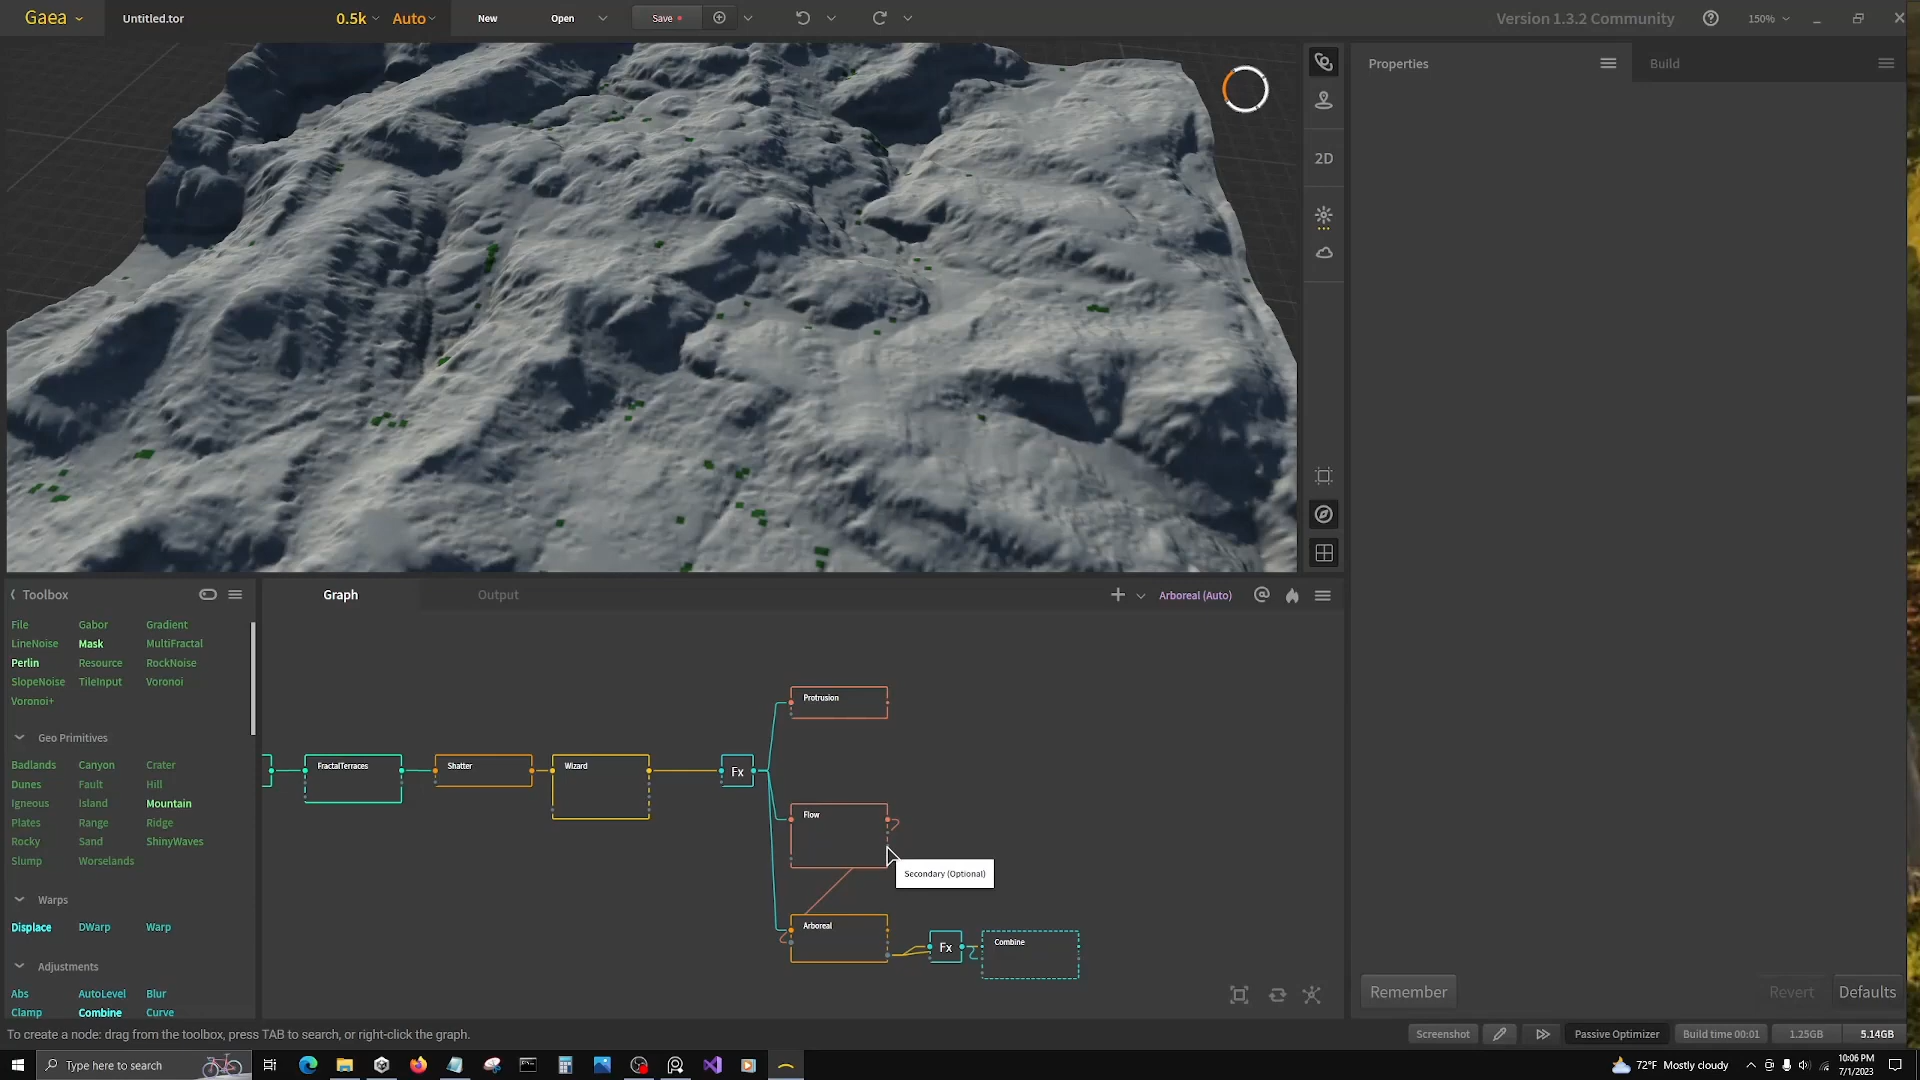 Gaea
Untitled.tor
0.5k
Auto
New
Open
Save
Version 1.3.2 Community
150%
Properties
Build
2D
Toolbox
Graph
Output
Arboreal (Auto)
File
Gabor
Gradient
LineNoise
Mask
MultiFractal
Perlin
Resource
RockNoise
SlopeNoise
TileInput
Voronoi
Voronoi+
Geo Primitives
Badlands
Canyon
Crater
Dunes
Fault
Hill
Igneous
Island
Mountain
Plates
Range
Ridge
Rocky
Sand
ShinyWaves
Slump
Worselands
Warps
Displace
DWarp
Warp
Adjustments
Abs
AutoLevel
Blur
Clamp
Combine
Curve
Protrusion
FractalTerraces
Shatter
Wizard
Fx
Flow
Secondary (Optional)
Arboreal
Fx
Combine
Remember
Revert
Defaults
To create a node: drag from the toolbox, press TAB to search, or right-click the graph.
Screenshot
Passive Optimizer
Build time 00:01
1.25GB
5.14GB
Type here to search
72°F Mostly cloudy
10:06 PM
7/1/2023